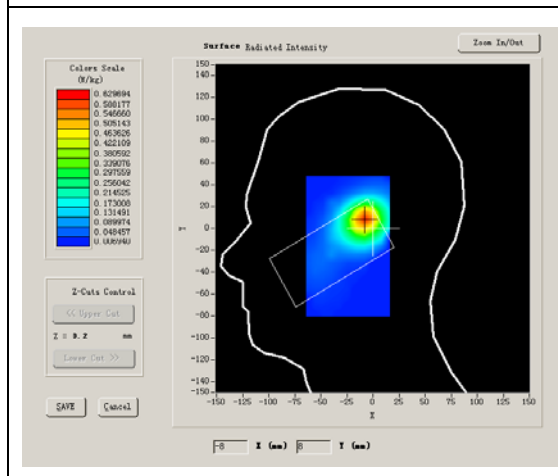 Surface Radiated Intensity
Zoom In/Out
Colors Scale
(W/kg)
0.629694
0.588177
0.546660
0.505143
0.463626
0.422109
0.380592
0.339076
0.297559
0.256042
0.214525
0.173008
0.131491
0.089974
0.048457
0.006940
150
140
120
100
80
60
40
20
0
-20
-40
-60
-80
-100
-120
-140
-150
Y
-150 -125 -100 -75 -50 -25 0 25 50 75 100 125 150
X
Z-Cuts Control
<< Upper Cut
Z = 0.2 mm
Lower Cut >>
SAVE Cancel
-8 X (mm) 8 Y (mm)